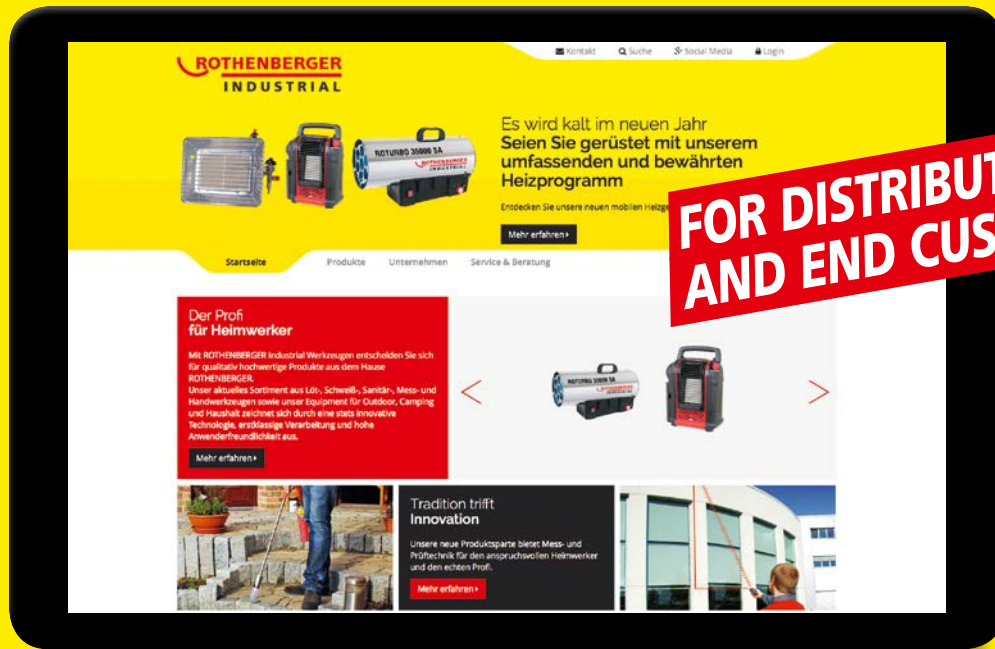 Kontakt
Suche
Social Media
Login
ROTHENBERGER
INDUSTRIAL
Es wird kalt im neuen Jahr
Seien Sie gerüstet mit unserem
umfassenden und bewährten
Heizprogramm
Entdecken Sie unsere neuen mobilen
Mehr erfahren
ROTURBO 35000 SA
ROTHENBERGER
INDUSTRIAL
FOR
AND END
Startseite
Produkte
Unternehmen
Service & Beratung
Der Profi
für Heimwerker
Mit ROTHENBERGER Industrial Werkzeugen entscheiden Sie sich
für qualitativ hochwertige Produkte aus dem Hause
ROTHENBERGER.
Unser aktuelles Sortiment aus Löt-, Schweiß-, Sanitär-, Mess- und
Handwerkzeugen sowie unser Equipment für Outdoor, Camping
und Haushalt zeichnet sich durch eine stets innovative
Technologie, erstklassige Verarbeitung und hohe
Anwenderfreundlichkeit aus.
Mehr erfahren
ROTURBO 35000 SA
Tradition trifft
Innovation
Unsere neue Produktsparte bietet Mess- und
Prüftechnik für den anspruchsvollen Heimwerker
und den echten Profi.
Mehr erfahren